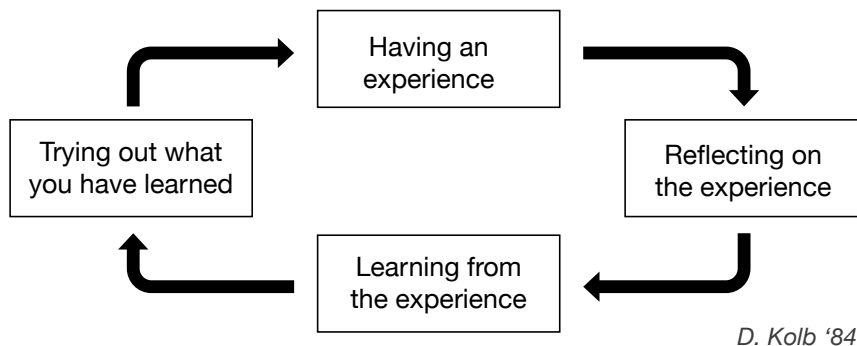 Having an
experience
Reflecting on
the experience
Learning from
the experience
Trying out what
you have learned
D. Kolb ‘84